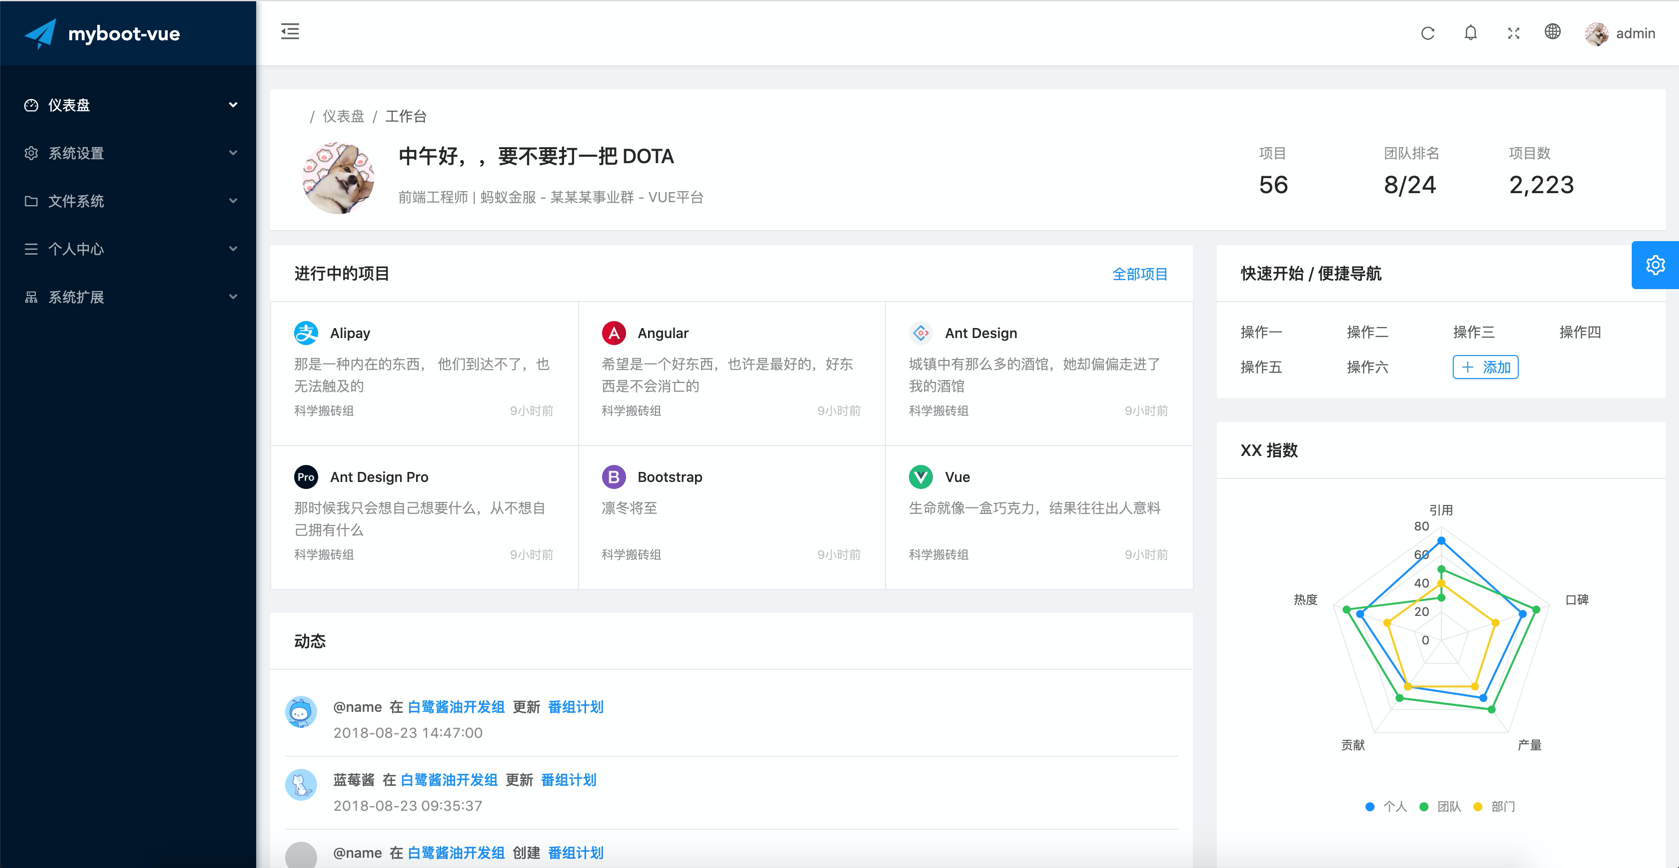 myboot-vue
admin
仪表盘
系统设置
文件系统
个人中心
系统扩展
/ 仪表盘 / 工作台
中午好，，要不要打一把 DOTA
前端工程师 | 蚂蚁金服 - 某某某事业群 - VUE平台
项目
56
团队排名
8/24
项目数
2,223
进行中的项目
全部项目
Alipay
那是一种内在的东西， 他们到达不了，也
无法触及的
科学搬砖组
9小时前
Angular
希望是一个好东西，也许是最好的，好东
西是不会消亡的
科学搬砖组
9小时前
Ant Design
城镇中有那么多的酒馆，她却偏偏走进了
我的酒馆
科学搬砖组
9小时前
Pro
Ant Design Pro
那时候我只会想自己想要什么，从不想自
己拥有什么
科学搬砖组
9小时前
B
Bootstrap
凛冬将至
科学搬砖组
9小时前
Vue
生命就像一盒巧克力，结果往往出人意料
科学搬砖组
9小时前
动态
@name 在 白鹭酱油开发组 更新 番组计划
2018-08-23 14:47:00
蓝莓酱 在 白鹭酱油开发组 更新 番组计划
2018-08-23 09:35:37
@name 在 白鹭酱油开发组 创建 番组计划
快速开始 / 便捷导航
操作一 操作二 操作三 操作四
操作五 操作六 + 添加
XX 指数
引用
80
60
40
20
0
热度
口碑
贡献
产量
个人 团队 部门